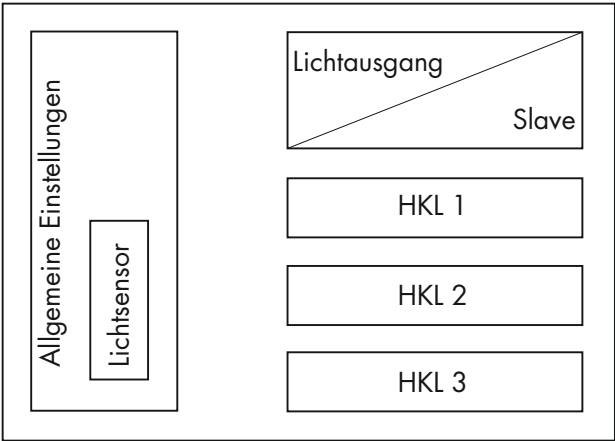 Allgemeine Einstellungen
Lichtsensor
Lichtausgang
Slave
HKL 1
HKL 2
HKL 3